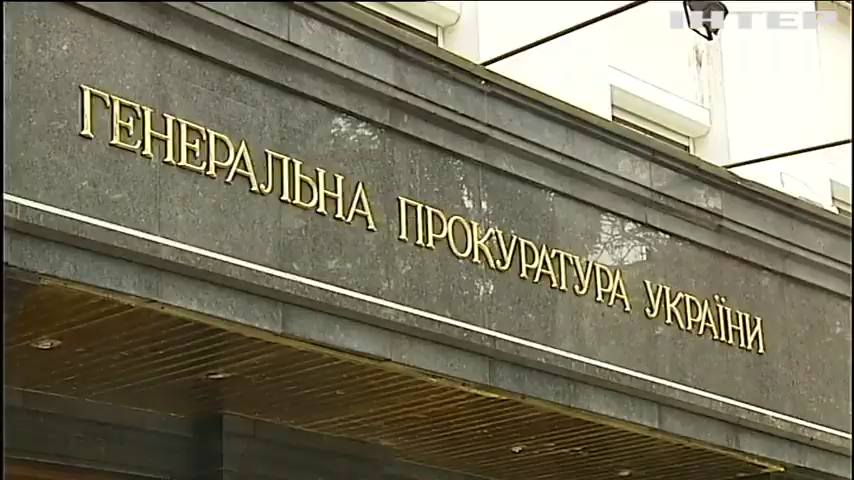 ІНТЕР
ГЕНЕРАЛЬНА ПРОКУРАТУРА УКРАЇНИ